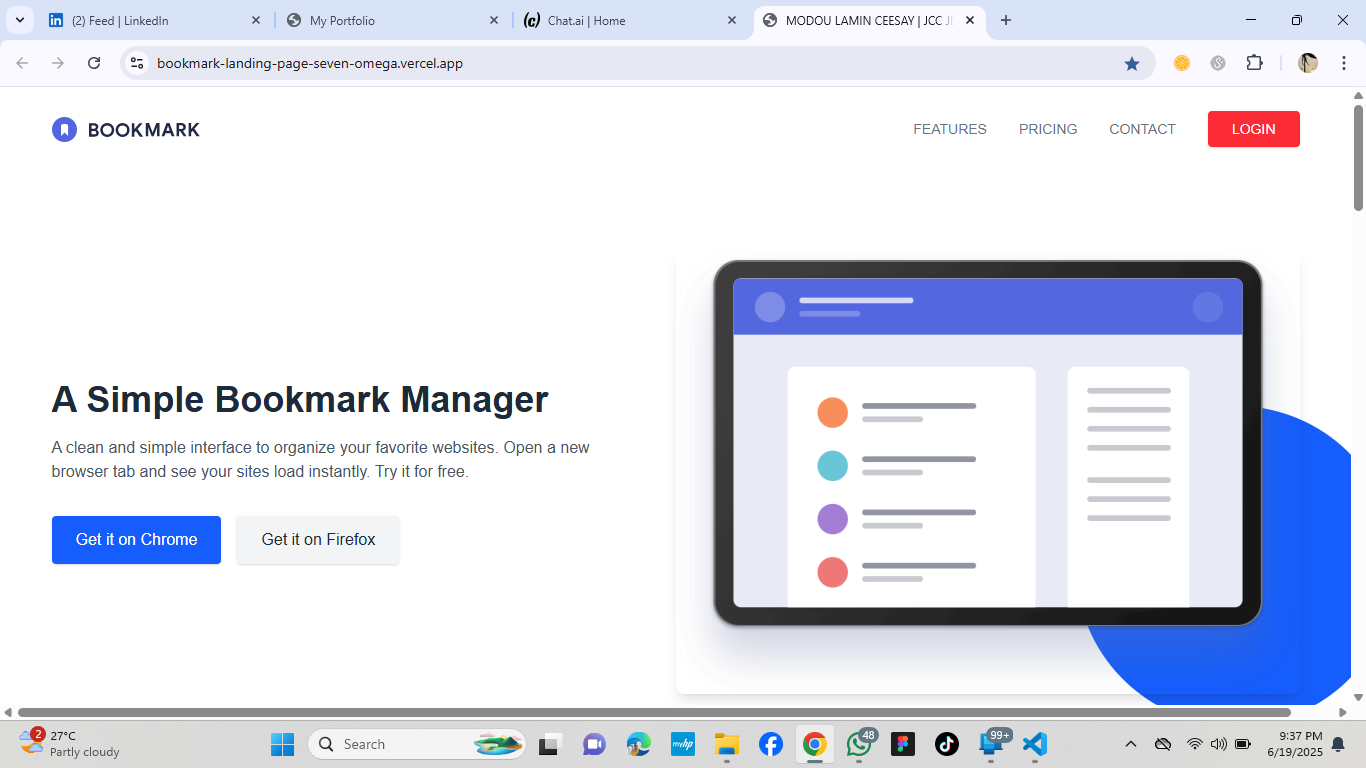 (2) Feed | LinkedIn
My Portfolio
Chat.ai | Home
MODOU LAMIN CEESAY | JCC
bookmark-landing-page-seven-omega.vercel.app
BOOKMARK
FEATURES
PRICING
CONTACT
LOGIN
A Simple Bookmark Manager
A clean and simple interface to organize your favorite websites. Open a new
browser tab and see your sites load instantly. Try it for free.
Get it on Chrome
Get it on Firefox
2
27°C
Partly cloudy
Search
myhp
48
99+
9:37 PM
6/19/2025